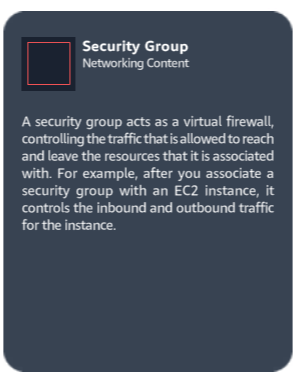 Security Group
Networking Content
A security group acts as a virtual firewall,
controlling the traffic that is allowed to reach
and leave the resources that it is associated
with. For example, after you associate a
security group with an EC2 instance, it
controls the inbound and outbound traffic
for the instance.